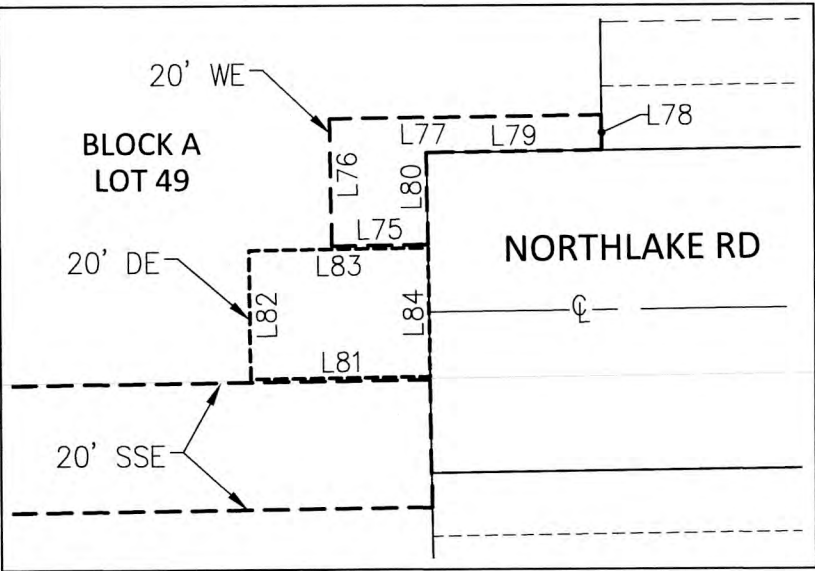 20' WE
L78
L77
L79
BLOCK A
LOT 49
L76
L80
L75
NORTHLAKE RD
20' DE
L83
L82
L84
℄
L81
20' SSE